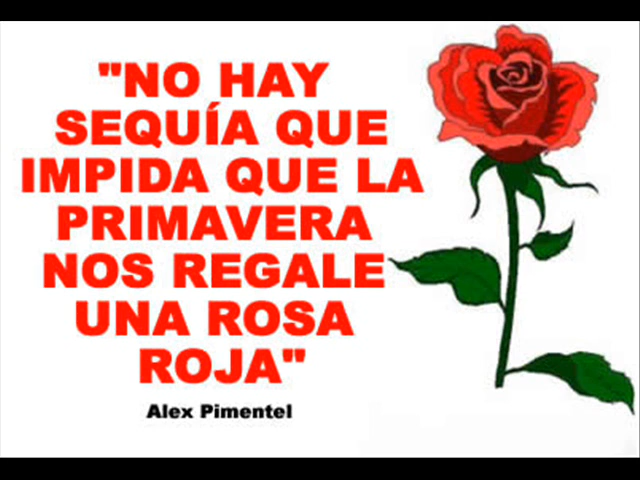 "NO HAY
SEQUÍA QUE
IMPIDA QUE LA
PRIMAVERA
NOS REGALE
UNA ROSA
ROJA"
Alex Pimentel